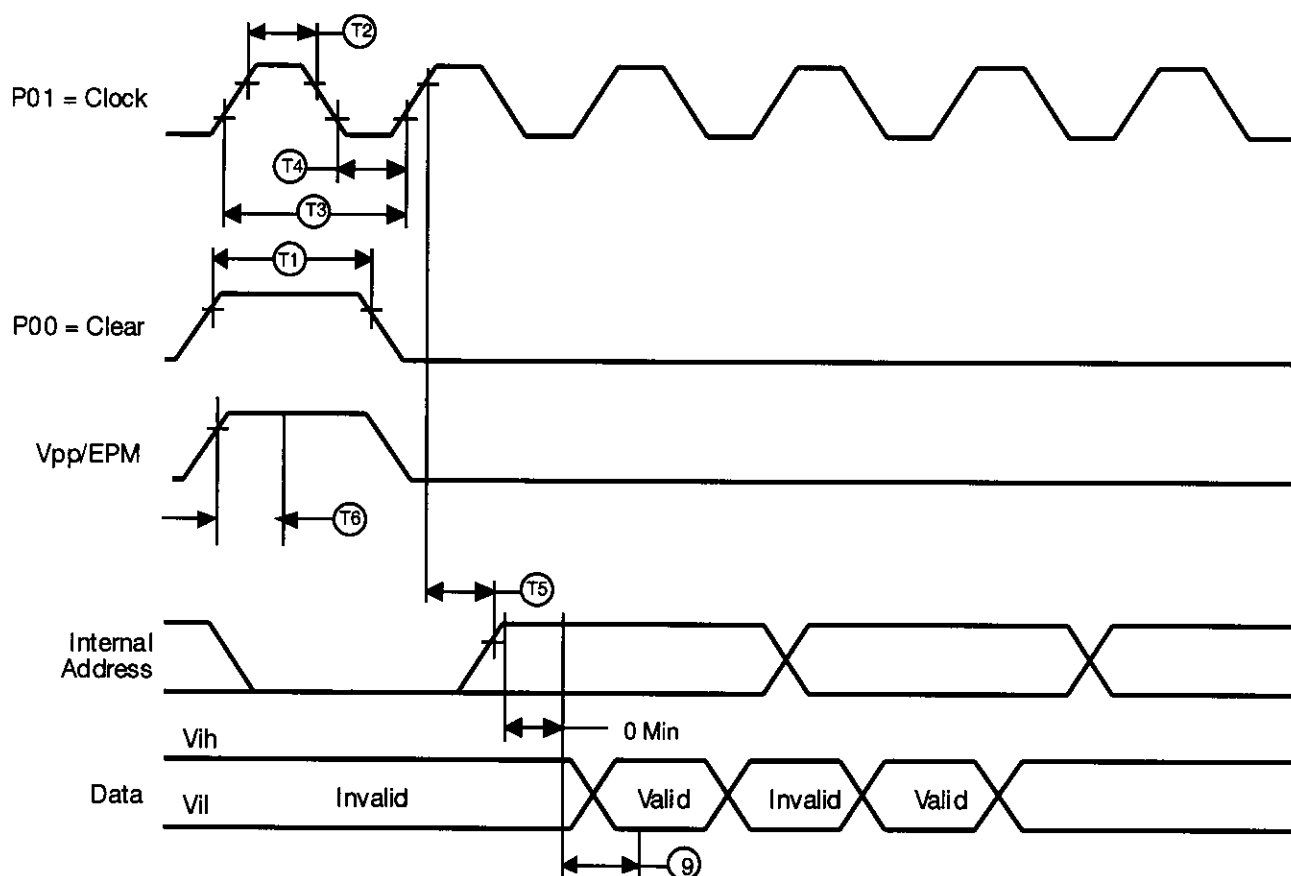 T2
P01 = Clock
T4
T3
T1
P00 = Clear
Vpp/EPM
T6
T5
Internal
Address
0 Min
Vih
Data
Vil
Invalid
Valid
Invalid
Valid
9